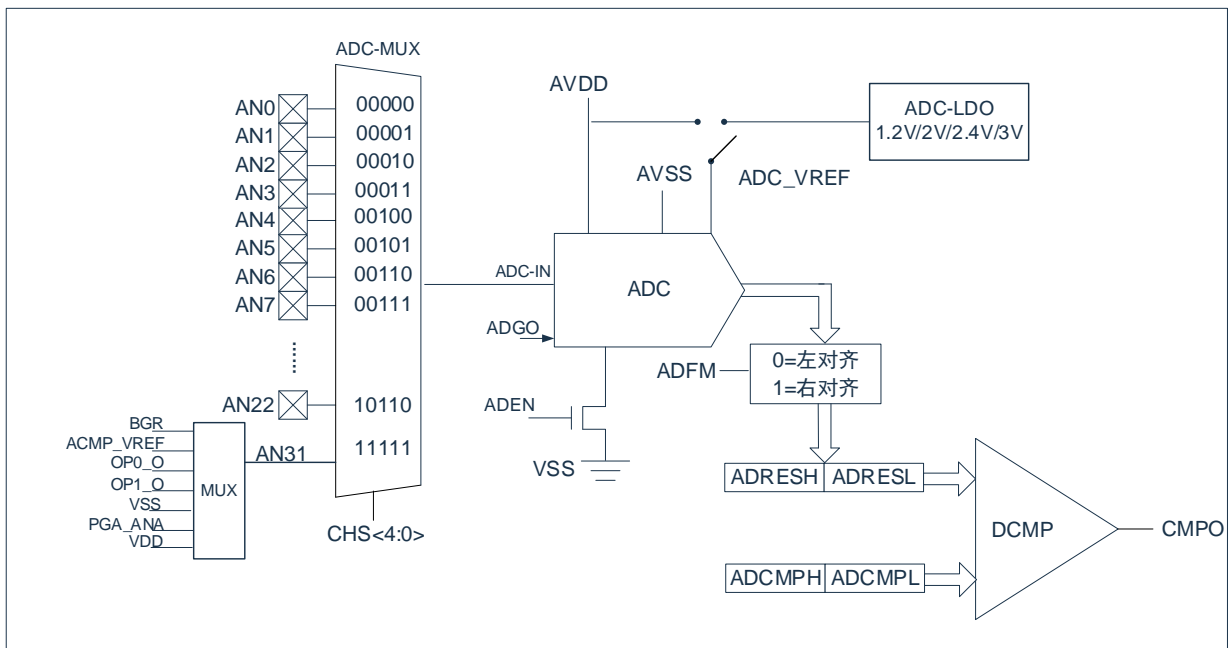 ADC-MUX
AN0
00000
AN1
00001
AN2
00010
AN3
00011
AN4
00100
AN5
00101
AN6
00110
AN7
00111
AN22
10110
AN31
11111
BGR
ACMP_VREF
OP0_O
OP1_O
VSS
PGA_ANA
VDD
MUX
CHS<4:0>
AVDD
AVSS
ADC_VREF
ADC-LDO
1.2V/2V/2.4V/3V
ADC-IN
ADC
ADGO
ADEN
VSS
ADFM
0=左对齐
1=右对齐
ADRESH
ADRESL
DCMP
CMPO
ADCMPH
ADCMPL